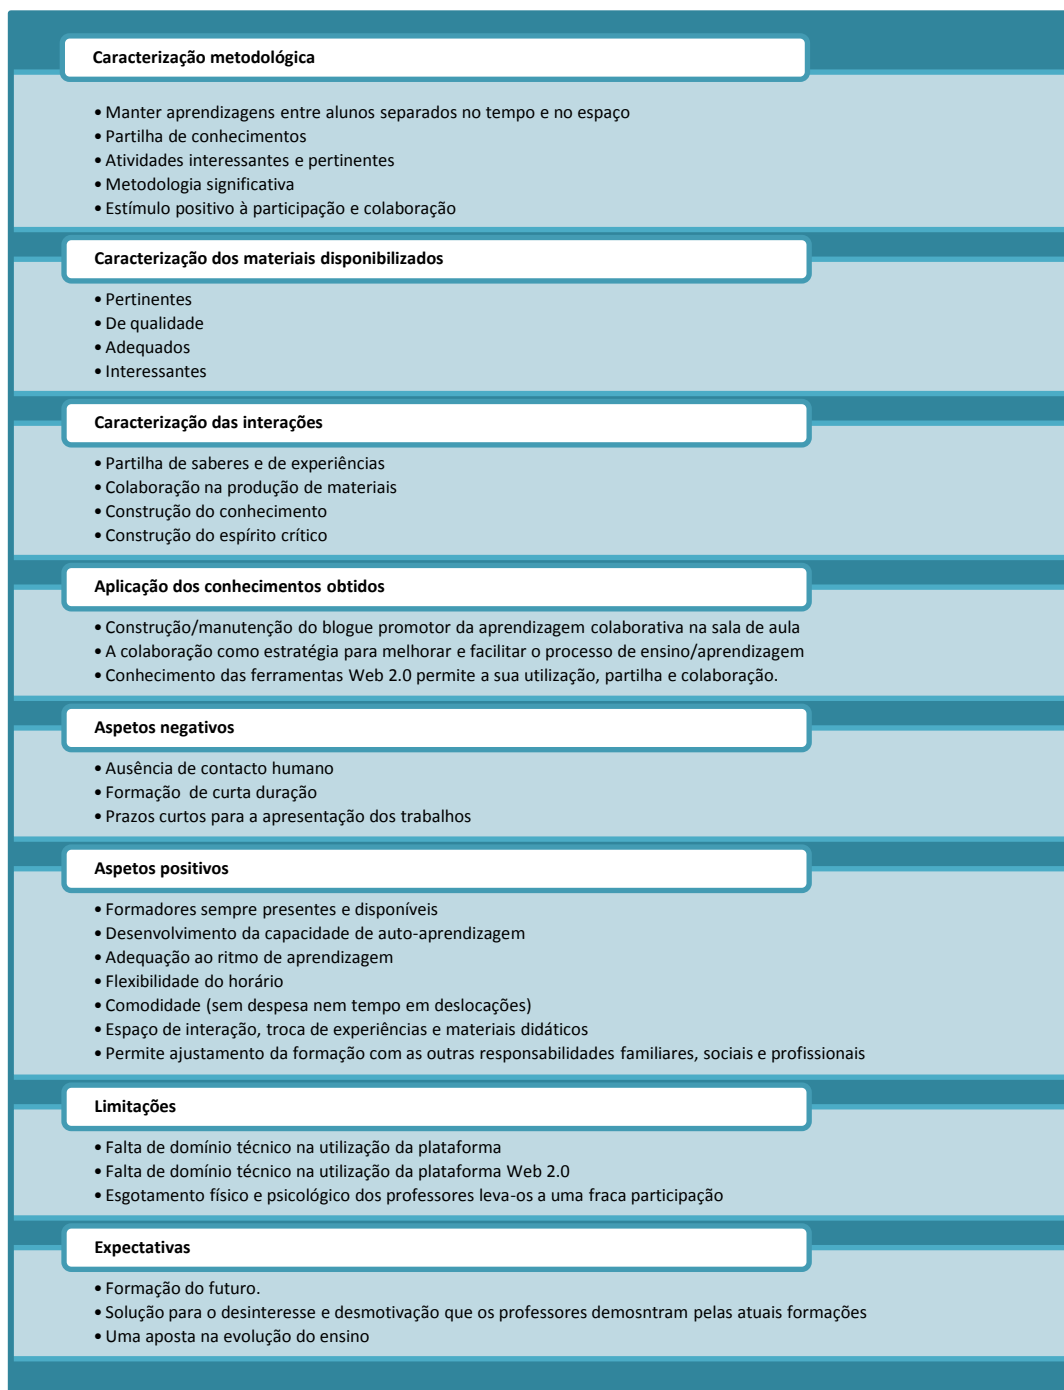 Caracterização metodológica
• Manter aprendizagens entre alunos separados no tempo e no espaço
• Partilha de conhecimentos
• Atividades interessantes e pertinentes
• Metodologia significativa
• Estímulo positivo à participação e colaboração
Caracterização dos materiais disponibilizados
• Pertinentes
• De qualidade
• Adequados
• Interessantes
Caracterização das interações
• Partilha de saberes e de experiências
• Colaboração na produção de materiais
• Construção do conhecimento
• Construção do espírito crítico
Aplicação dos conhecimentos obtidos
• Construção/manutenção do blogue promotor da aprendizagem colaborativa na sala de aula
• A colaboração como estratégia para melhorar e facilitar o processo de ensino/aprendizagem
• Conhecimento das ferramentas Web 2.0 permite a sua utilização, partilha e colaboração.
Aspetos negativos
• Ausência de contacto humano
• Formação de curta duração
• Prazos curtos para a apresentação dos trabalhos
Aspetos positivos
• Formadores sempre presentes e disponíveis
• Desenvolvimento da capacidade de auto-aprendizagem
• Adequação ao ritmo de aprendizagem
• Flexibilidade do horário
• Comodidade (sem despesa nem tempo em deslocações)
• Espaço de interação, troca de experiências e materiais didáticos
• Permite ajustamento da formação com as outras responsabilidades familiares, sociais e profissionais
Limitações
• Falta de domínio técnico na utilização da plataforma
• Falta de domínio técnico na utilização da plataforma Web 2.0
• Esgotamento físico e psicológico dos professores leva-os a uma fraca participação
Expectativas
• Formação do futuro.
• Solução para o desinteresse e desmotivação que os professores demosntram pelas atuais formações
• Uma aposta na evolução do ensino